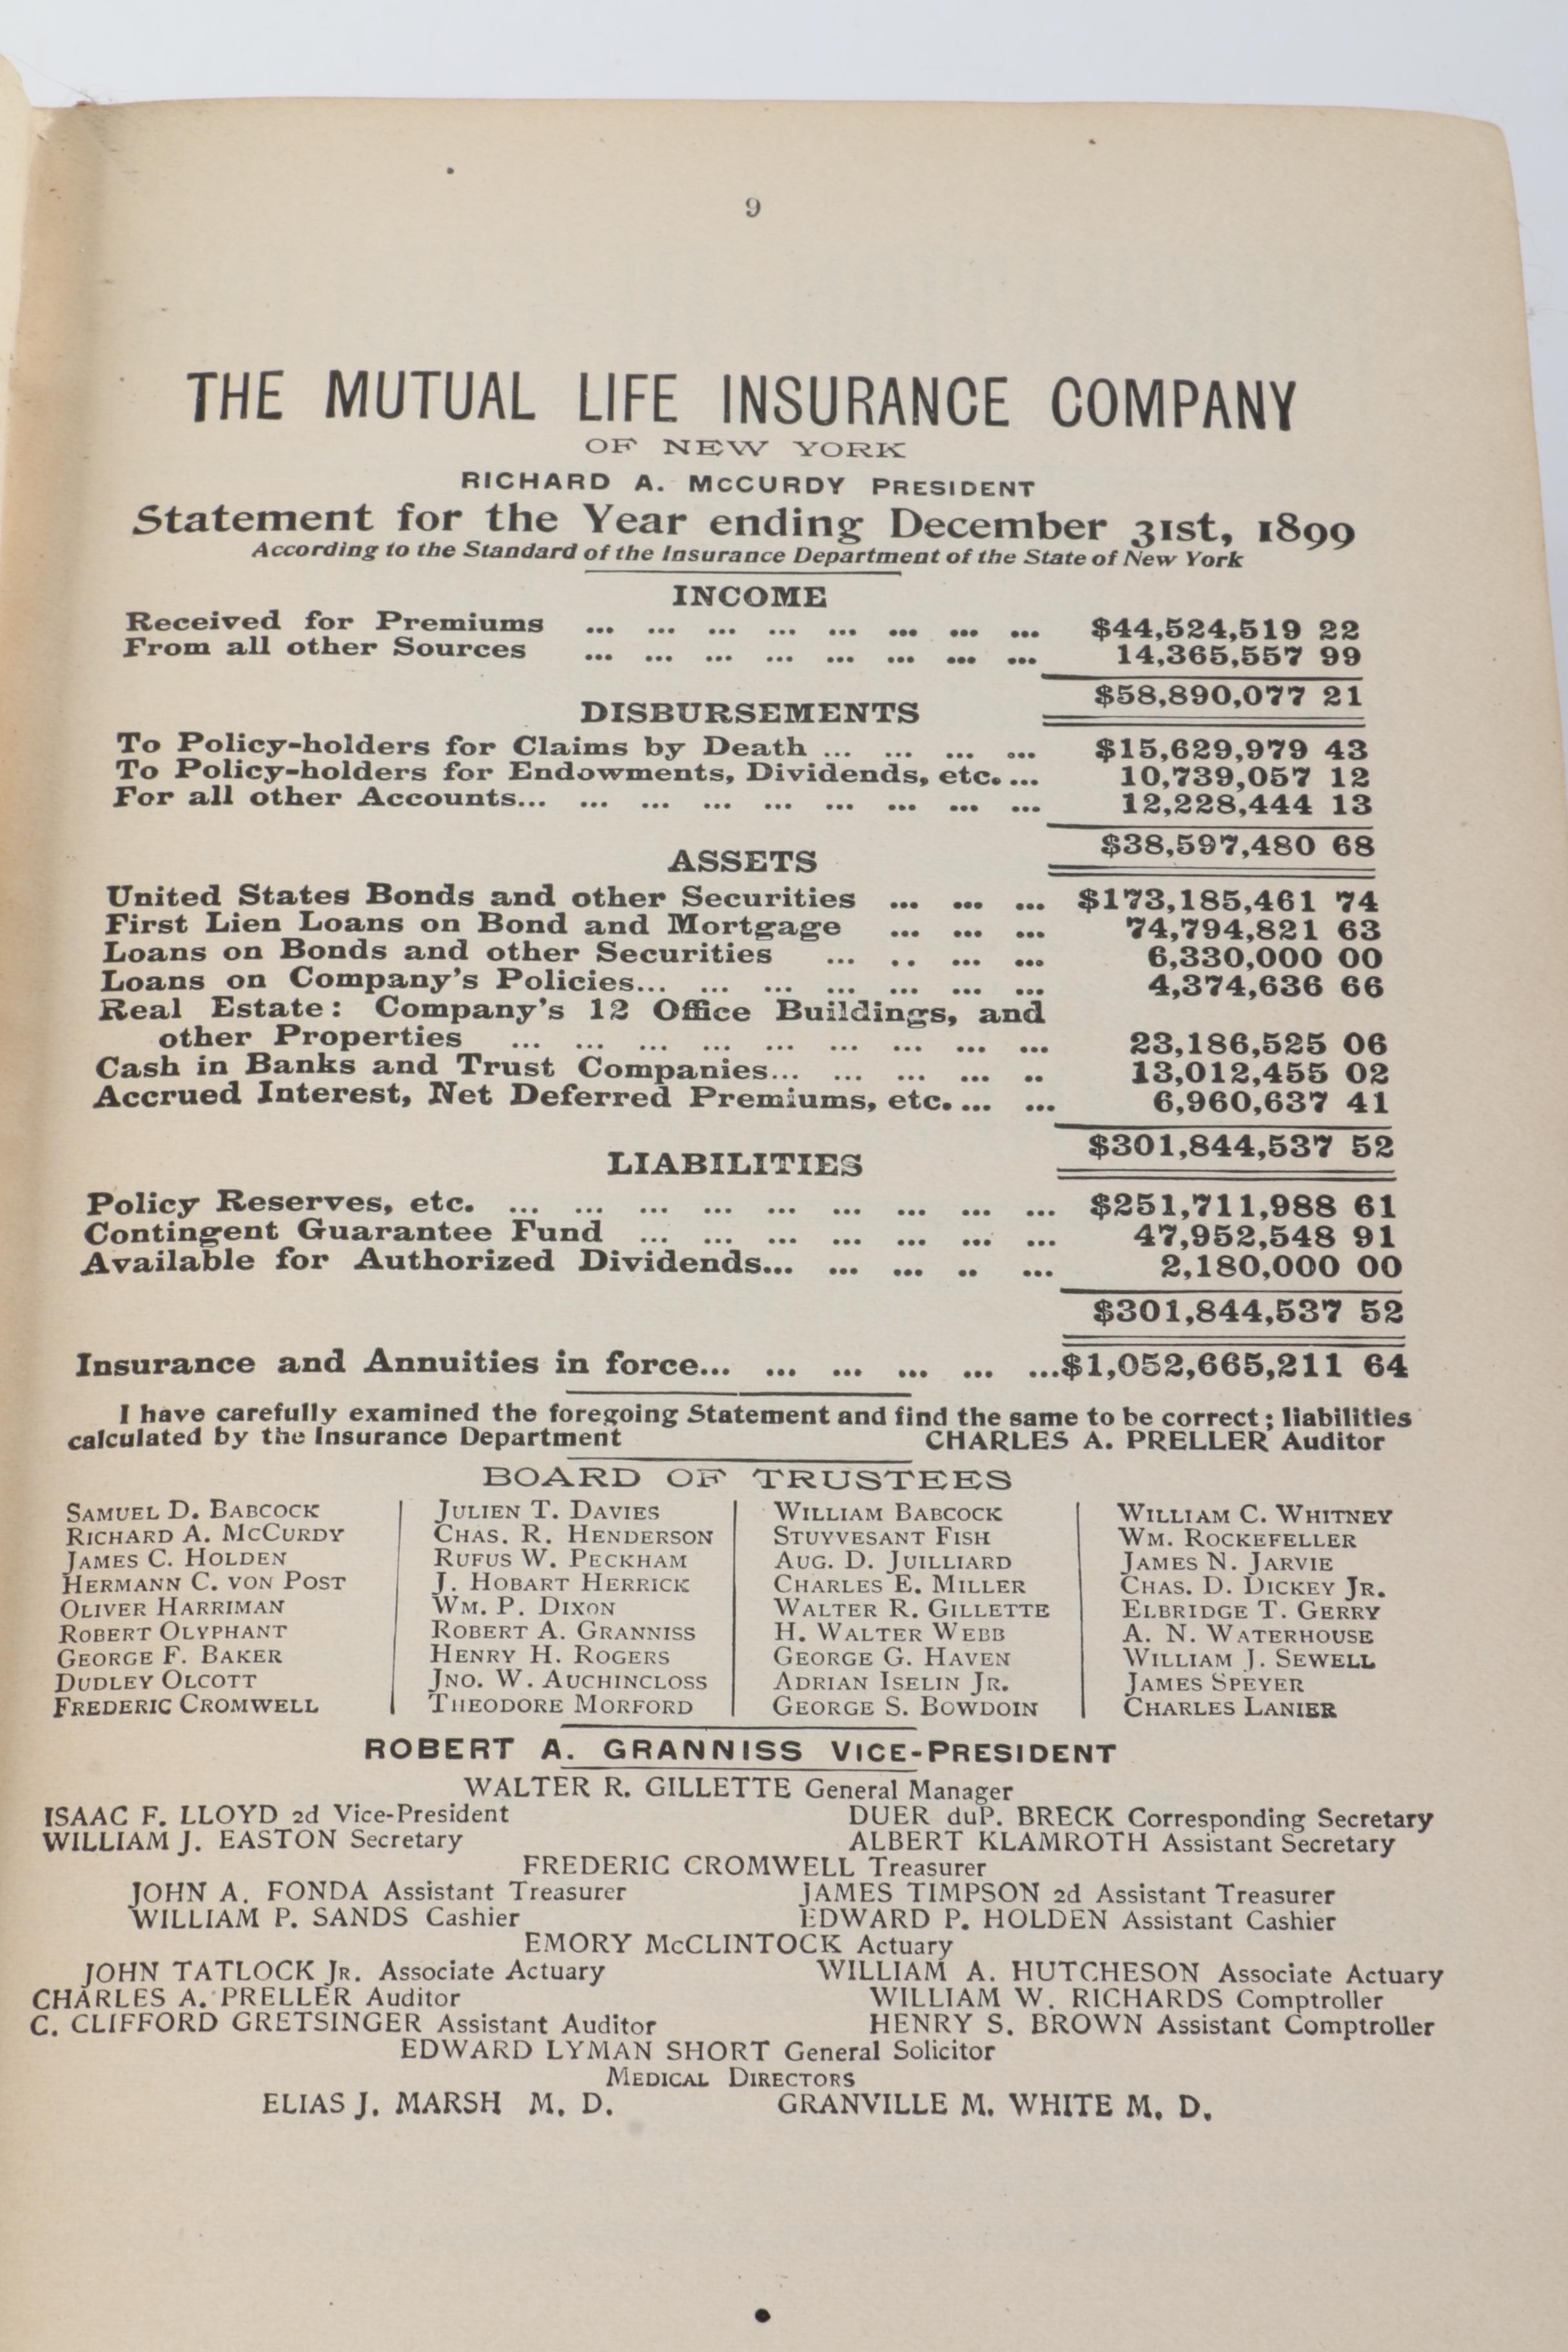 9
THE MUTUAL LIFE INSURANCE COMPANY
OF NEW YORK
RICHARD A. MCCURDY PRESIDENT
Statement for the Year ending December 31st, 1899
According to the Standard of the Insurance Department of the State of New York
INCOME
Received for Premiums ... ... ... ... ... ... ... ... $44,524,519 22
From all other Sources ... ... ... ... ... ... ... ... 14,365,557 99
$58,890,077 21
DISBURSEMENTS
To Policy-holders for Claims by Death ... ... ... ... $15,629,979 43
To Policy-holders for Endowments, Dividends, etc. ... 10,739,057 12
For all other Accounts... ... ... ... ... ... ... ... ... 12,228,444 13
$38,597,480 68
ASSETS
United States Bonds and other Securities ... ... ... $173,185,461 74
First Lien Loans on Bond and Mortgage ... ... ... 74,794,821 63
Loans on Bonds and other Securities ... .. ... ... 6,330,000 00
Loans on Company's Policies... ... ... ... ... ... ... 4,374,636 66
Real Estate: Company's 12 Office Buildings, and
other Properties ... ... ... ... ... ... ... ... ... 23,186,525 06
Cash in Banks and Trust Companies... ... ... ... .. 13,012,455 02
Accrued Interest, Net Deferred Premiums, etc. ... ... 6,960,637 41
$301,844,537 52
LIABILITIES
Policy Reserves, etc. ... ... ... ... ... ... ... ... ... $251,711,988 61
Contingent Guarantee Fund ... ... ... ... ... ... ... 47,952,548 91
Available for Authorized Dividends... ... ... .. ... 2,180,000 00
$301,844,537 52
Insurance and Annuities in force... ... ... ... ... ...$1,052,665,211 64
I have carefully examined the foregoing Statement and find the same to be correct; liabilities
calculated by the Insurance Department CHARLES A. PRELLER Auditor
BOARD OF TRUSTEES
SAMUEL D. BABCOCK JULIEN T. DAVIES WILLIAM BABCOCK WILLIAM C. WHITNEY
RICHARD A. MCCURDY CHAS. R. HENDERSON STUYVESANT FISH WM. ROCKEFELLER
JAMES C. HOLDEN RUFUS W. PECKHAM AUG. D. JUILLIARD JAMES N. JARVIE
HERMANN C. VON POST J. HOBART HERRICK CHARLES E. MILLER CHAS. D. DICKEY JR.
OLIVER HARRIMAN WM. P. DIXON WALTER R. GILLETTE ELBRIDGE T. GERRY
ROBERT OLYPHANT ROBERT A. GRANNISS H. WALTER WEBB A. N. WATERHOUSE
GEORGE F. BAKER HENRY H. ROGERS GEORGE G. HAVEN WILLIAM J. SEWELL
DUDLEY OLCOTT JNO. W. AUCHINCLOSS ADRIAN ISELIN JR. JAMES SPEYER
FREDERIC CROMWELL THEODORE MORFORD GEORGE S. BOWDOIN CHARLES LANIER
ROBERT A. GRANNISS VICE-PRESIDENT
WALTER R. GILLETTE General Manager
ISAAC F. LLOYD 2d Vice-President DUER duP. BRECK Corresponding Secretary
WILLIAM J. EASTON Secretary ALBERT KLAMROTH Assistant Secretary
FREDERIC CROMWELL Treasurer
JOHN A. FONDA Assistant Treasurer JAMES TIMPSON 2d Assistant Treasurer
WILLIAM P. SANDS Cashier EDWARD P. HOLDEN Assistant Cashier
EMORY McCLINTOCK Actuary
JOHN TATLOCK JR. Associate Actuary WILLIAM A. HUTCHESON Associate Actuary
CHARLES A. PRELLER Auditor WILLIAM W. RICHARDS Comptroller
C. CLIFFORD GRETSINGER Assistant Auditor HENRY S. BROWN Assistant Comptroller
EDWARD LYMAN SHORT General Solicitor
MEDICAL DIRECTORS
ELIAS J. MARSH M. D. GRANVILLE M. WHITE M. D.